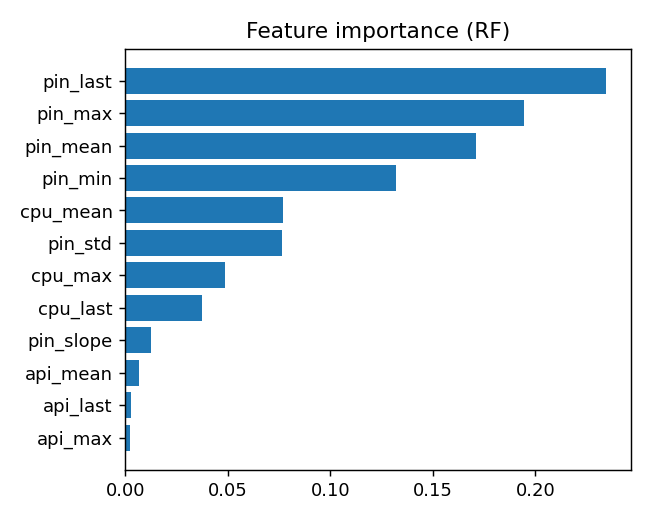 Feature importance (RF)
pin_last
pin_max
pin_mean
pin_min
cpu_mean
pin_std
cpu_max
cpu_last
pin_slope
api_mean
api_last
api_max
0.00 0.05 0.10 0.15 0.20